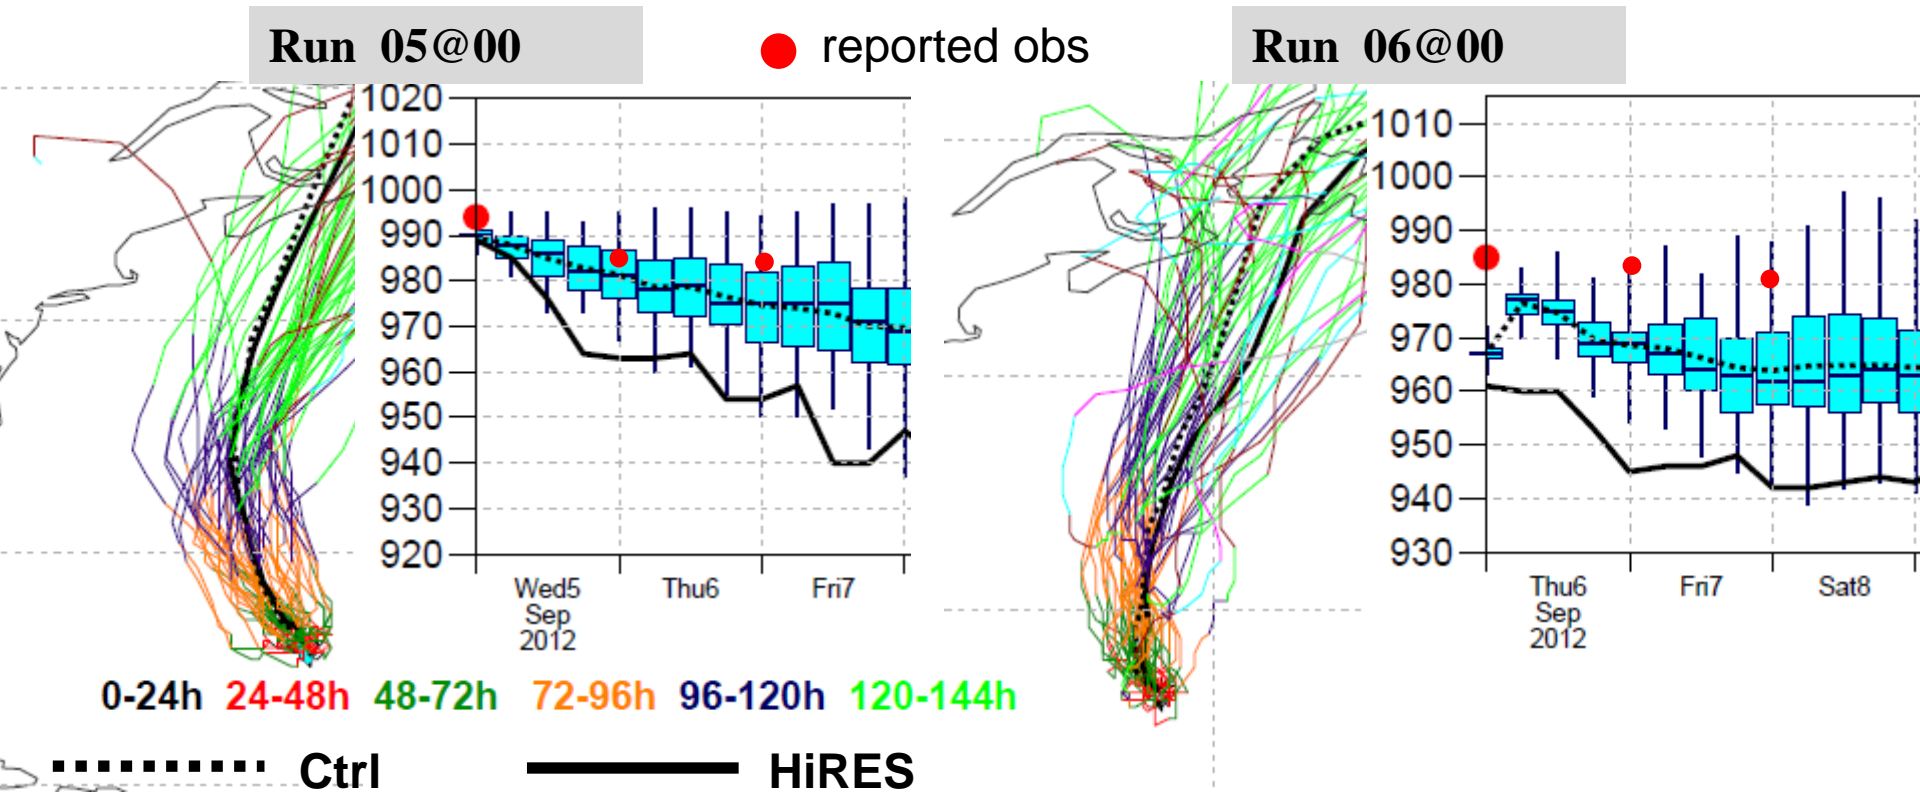 Run 05@00
reported obs
Run 06@00
1020
1010
1000
990
980
970
960
950
940
930
920
Wed5
Sep
2012
Thu6
Fri7
1010
1000
990
980
970
960
950
940
930
Thu6
Sep
2012
Fri7
Sat8
0-24h 24-48h 48-72h 72-96h 96-120h 120-144h
Ctrl
HiRES